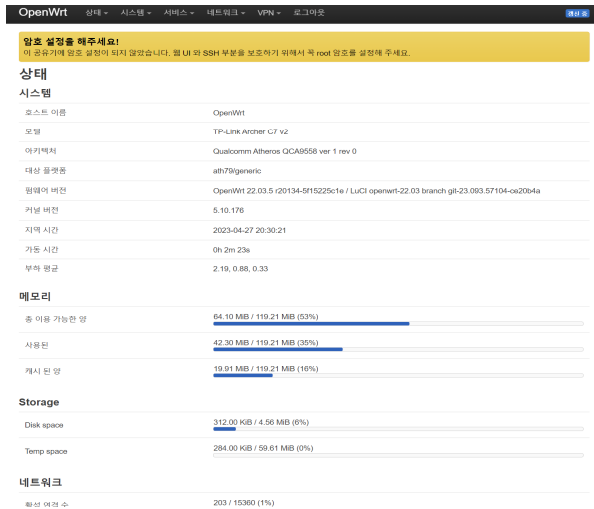 OpenWrt 상태 시스템 서비스 네트워크 VPN 로그아웃 갱신 중
암호 설정을 해주세요!
이 공유기에 암호 설정이 되지 않았습니다. 웹 UI 와 SSH 부분을 보호하기 위해서 꼭 root 암호를 설정해 주세요.
상태
시스템
호스트 이름 OpenWrt
모델 TP-Link Archer C7 v2
아키텍처 Qualcomm Atheros QCA9558 ver 1 rev 0
대상 플랫폼 ath79/generic
펌웨어 버전 OpenWrt 22.03.5 r20134-5f15225c1e / LuCI openwrt-22.03 branch git-23.093.57104-ce20b4a
커널 버전 5.10.176
지역 시간 2023-04-27 20:30:21
가동 시간 0h 2m 23s
부하 평균 2.19, 0.88, 0.33
메모리
총 이용 가능한 양 64.10 MiB / 119.21 MiB (53%)
사용된 42.30 MiB / 119.21 MiB (35%)
캐시 된 양 19.91 MiB / 119.21 MiB (16%)
Storage
Disk space 312.00 KiB / 4.56 MiB (6%)
Temp space 284.00 KiB / 59.61 MiB (0%)
네트워크
활성 연결 수 203 / 15360 (1%)